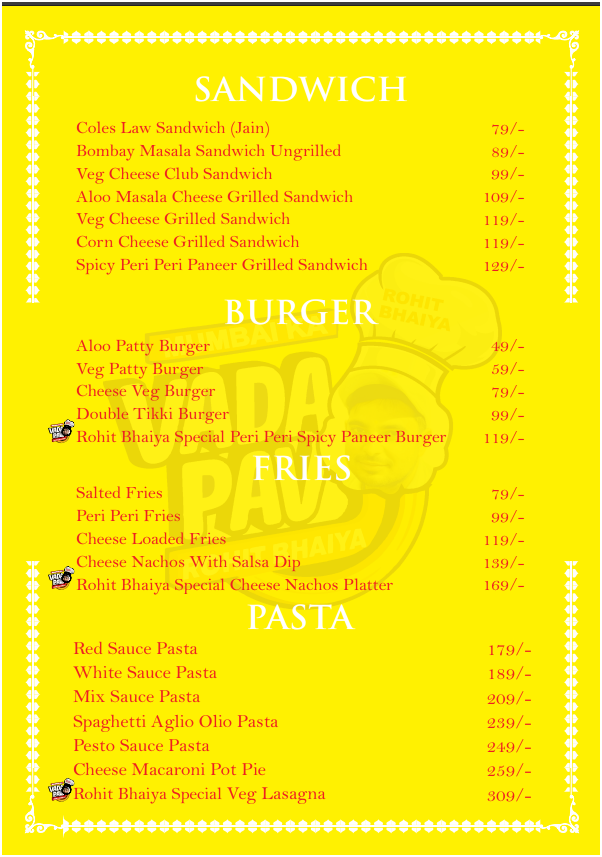 SANDWICH
Coles Law Sandwich (Jain) 79/-
Bombay Masala Sandwich Ungrilled 89/-
Veg Cheese Club Sandwich 99/-
Aloo Masala Cheese Grilled Sandwich 109/-
Veg Cheese Grilled Sandwich 119/-
Corn Cheese Grilled Sandwich 119/-
Spicy Peri Peri Paneer Grilled Sandwich 129/-
ROHIT
BHAIYA
MUMBAI KA
VADA
PAV
ROHIT BHAIYA
BURGER
Aloo Patty Burger 49/-
Veg Patty Burger 59/-
Cheese Veg Burger 79/-
Double Tikki Burger 99/-
Rohit Bhaiya Special Peri Peri Spicy Paneer Burger 119/-
FRIES
Salted Fries 79/-
Peri Peri Fries 99/-
Cheese Loaded Fries 119/-
Cheese Nachos With Salsa Dip 139/-
Rohit Bhaiya Special Cheese Nachos Platter 169/-
PASTA
Red Sauce Pasta 179/-
White Sauce Pasta 189/-
Mix Sauce Pasta 209/-
Spaghetti Aglio Olio Pasta 239/-
Pesto Sauce Pasta 249/-
Cheese Macaroni Pot Pie 259/-
Rohit Bhaiya Special Veg Lasagna 309/-